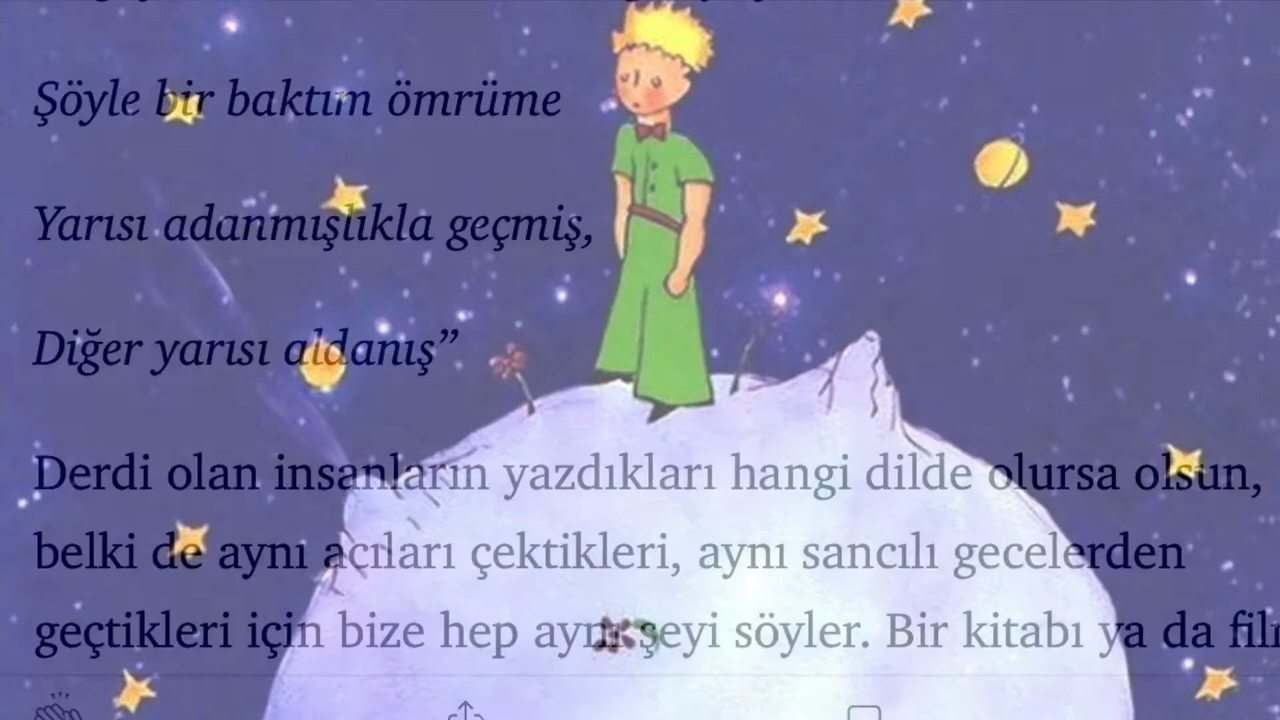 Şöyle bir baktım ömrüme
Yarısı adanmışlıkla geçmiş,
Diğer yarısı aldanış”
Derdi olan insanların yazdıkları hangi dilde olursa olsun,
belki de aynı acıları çektikleri, aynı sancılı gecelerden
geçtikleri için bize hep aynı şeyi söyler. Bir kitabı ya da